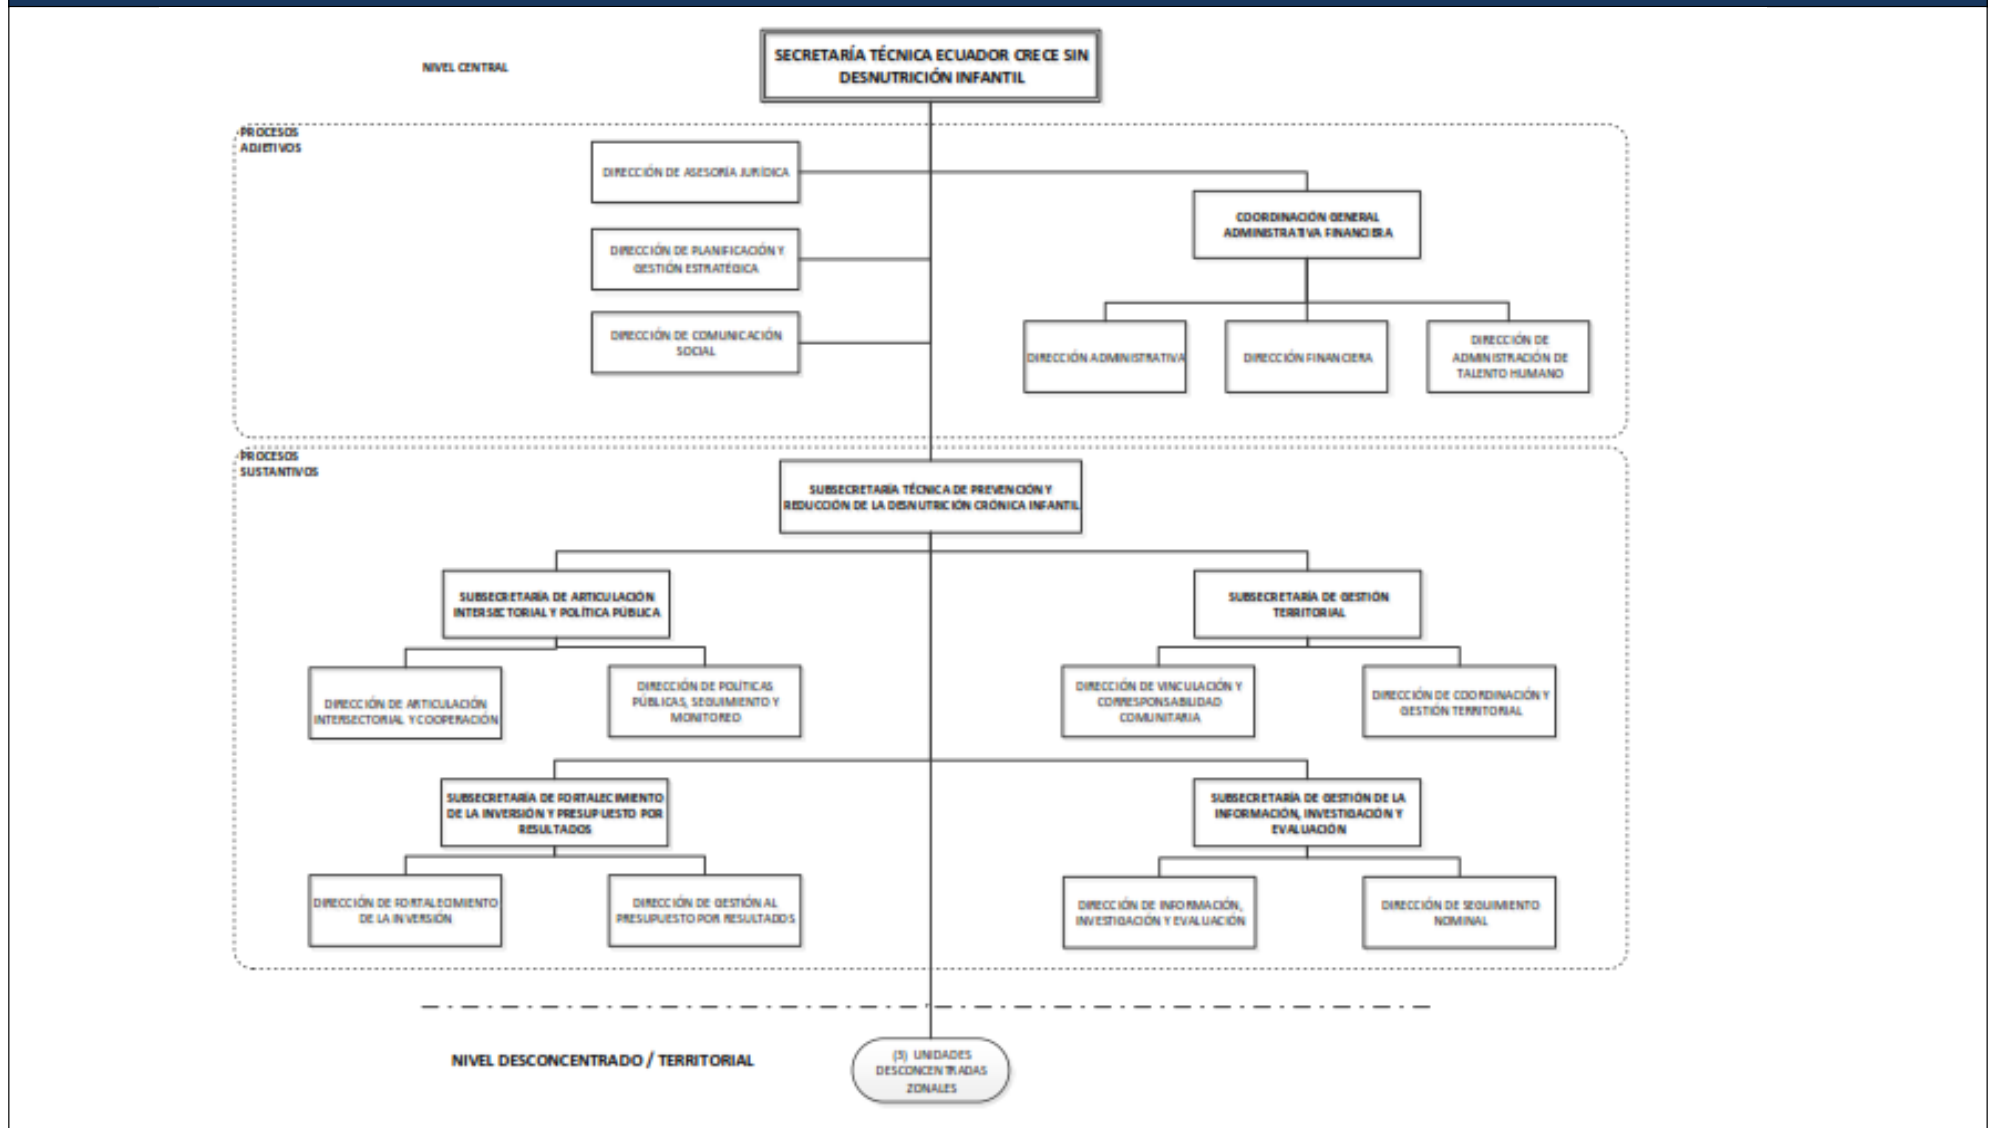 NIVEL CENTRAL
SECRETARÍA TÉCNICA ECUADOR CRECE SIN
DESNUTRICIÓN INFANTIL
PROCESOS
ADJETIVOS
DIRECCIÓN DE ASESORÍA JURÍDICA
COORDINACIÓN GENERAL
ADMINISTRATIVA FINANCIERA
DIRECCIÓN DE PLANIFICACIÓN Y
GESTIÓN ESTRATÉGICA
DIRECCIÓN DE COMUNICACIÓN
SOCIAL
DIRECCIÓN ADMINISTRATIVA
DIRECCIÓN FINANCIERA
DIRECCIÓN DE
ADMINISTRACIÓN DE
TALENTO HUMANO
PROCESOS
SUSTANTIVOS
SUBSECRETARÍA TÉCNICA DE PREVENCIÓN Y
REDUCCIÓN DE LA DESNUTRICIÓN CRÓNICA INFANTIL
SUBSECRETARÍA DE ARTICULACIÓN
INTERSECTORIAL Y POLÍTICA PÚBLICA
SUBSECRETARÍA DE GESTIÓN
TERRITORIAL
DIRECCIÓN DE ARTICULACIÓN
INTERSECTORIAL Y COOPERACIÓN
DIRECCIÓN DE POLÍTICAS
PÚBLICAS, SEGUIMIENTO Y
MONITOREO
DIRECCIÓN DE VINCULACIÓN Y
CORRESPONSABILIDAD
COMUNITARIA
DIRECCIÓN DE COORDINACIÓN Y
GESTIÓN TERRITORIAL
SUBSECRETARÍA DE FORTALECIMIENTO
DE LA INVERSIÓN Y PRESUPUESTO POR
RESULTADOS
SUBSECRETARÍA DE GESTIÓN DE LA
INFORMACIÓN, INVESTIGACIÓN Y
EVALUACIÓN
DIRECCIÓN DE FORTALECIMIENTO
DE LA INVERSIÓN
DIRECCIÓN DE GESTIÓN AL
PRESUPUESTO POR RESULTADOS
DIRECCIÓN DE INFORMACIÓN,
INVESTIGACIÓN Y EVALUACIÓN
DIRECCIÓN DE SEGUIMIENTO
NOMINAL
NIVEL DESCONCENTRADO / TERRITORIAL
(3) UNIDADES
DESCONCENTRADAS
ZONALES